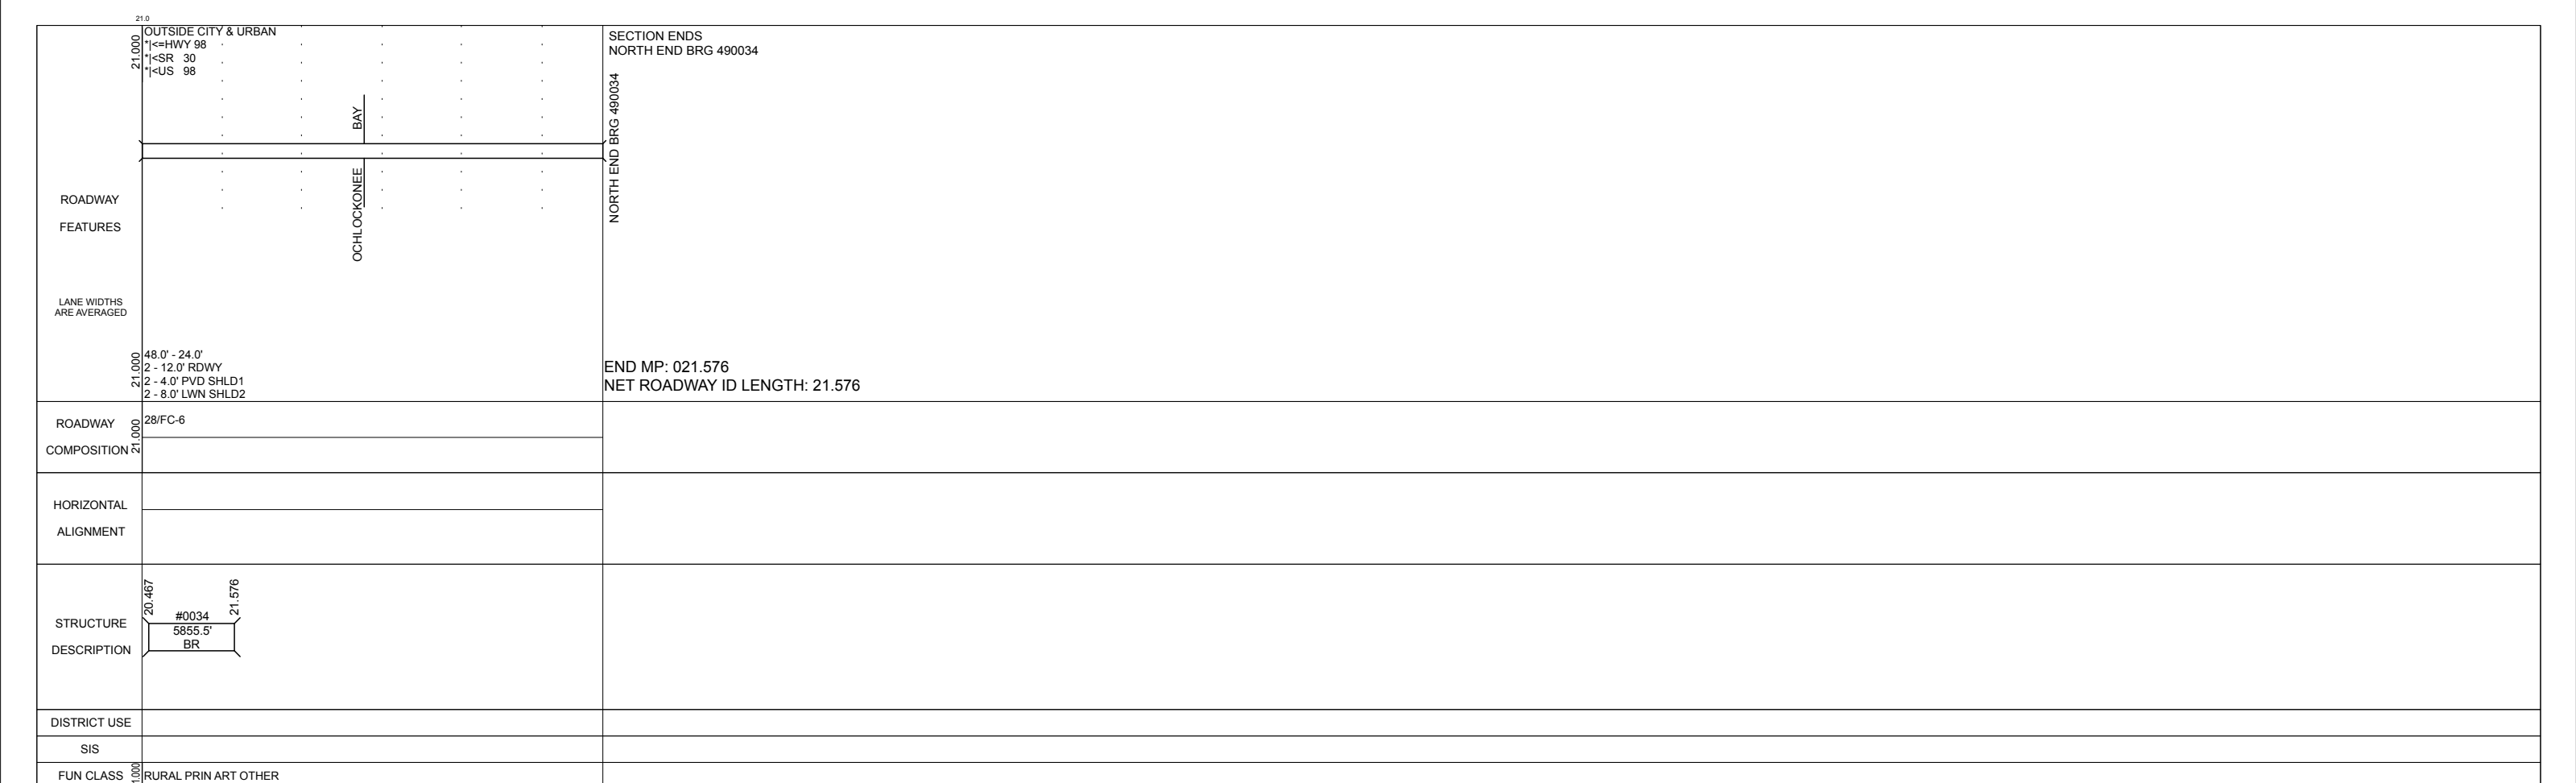 21.0
21.000
OUTSIDE CITY & URBAN
*|<=HWY 98
*|<SR 30
*|<US 98
SECTION ENDS
NORTH END BRG 490034
NORTH END BRG 490034
BAY
OCHLOCKONEE
ROADWAY
FEATURES
LANE WIDTHS
ARE AVERAGED
21.000
48.0' - 24.0'
2 - 12.0' RDWY
2 - 4.0' PVD SHLD1
2 - 8.0' LWN SHLD2
END MP: 021.576
NET ROADWAY ID LENGTH: 21.576
ROADWAY
COMPOSITION
21.000
28/FC-6
HORIZONTAL
ALIGNMENT
STRUCTURE
DESCRIPTION
20.467
21.576
#0034
5855.5'
BR
DISTRICT USE
SIS
FUN CLASS
RURAL PRIN ART OTHER